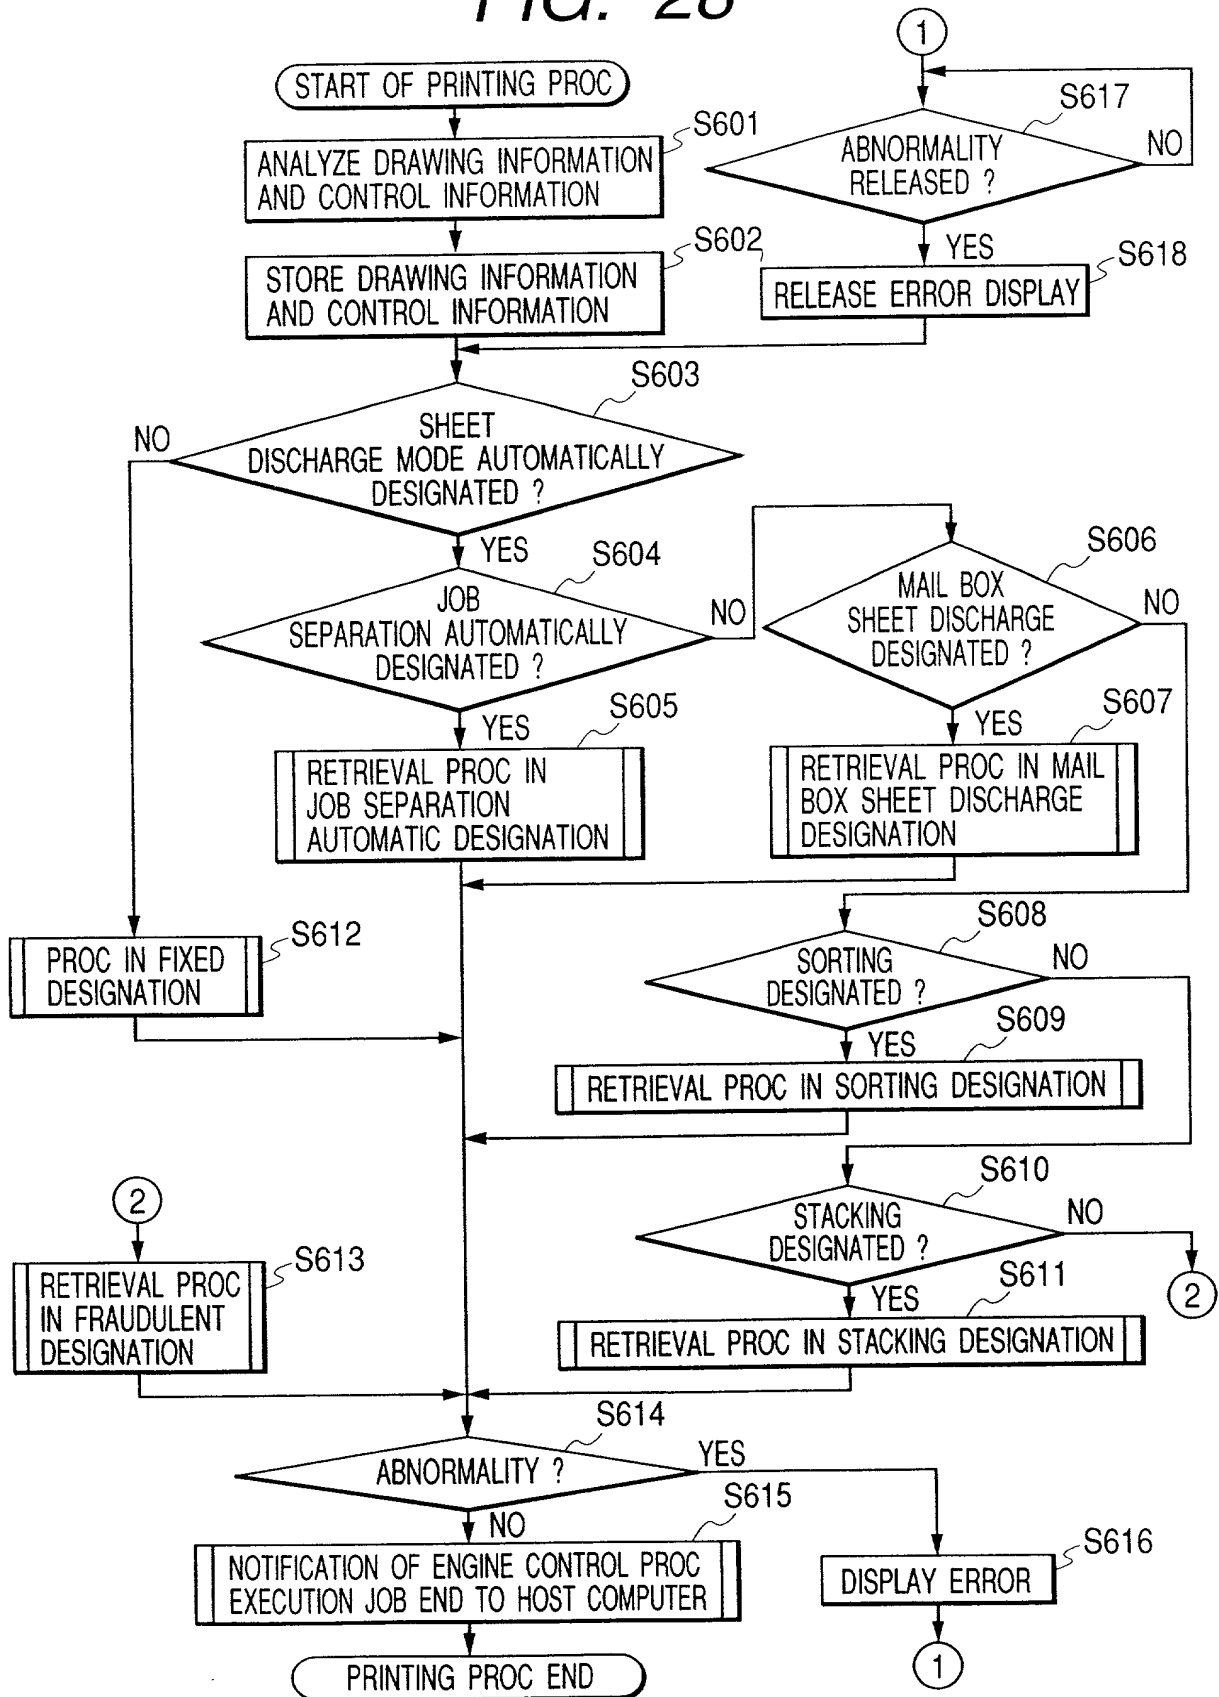 FIG. 28
1
START OF PRINTING PROC
S601
ANALYZE DRAWING INFORMATION
AND CONTROL INFORMATION
S617
ABNORMALITY
RELEASED ?
NO
YES
S602
STORE DRAWING INFORMATION
AND CONTROL INFORMATION
S618
RELEASE ERROR DISPLAY
S603
NO
SHEET
DISCHARGE MODE AUTOMATICALLY
DESIGNATED ?
YES
S604
JOB
SEPARATION AUTOMATICALLY
DESIGNATED ?
NO
S606
MAIL BOX
SHEET DISCHARGE
DESIGNATED ?
NO
YES
S605
RETRIEVAL PROC IN
JOB SEPARATION
AUTOMATIC DESIGNATION
YES
S607
RETRIEVAL PROC IN MAIL
BOX SHEET DISCHARGE
DESIGNATION
S612
PROC IN FIXED
DESIGNATION
S608
SORTING
DESIGNATED ?
NO
YES
S609
RETRIEVAL PROC IN SORTING DESIGNATION
S610
STACKING
DESIGNATED ?
NO
2
YES
S611
RETRIEVAL PROC IN STACKING DESIGNATION
2
S613
RETRIEVAL PROC
IN FRAUDULENT
DESIGNATION
S614
ABNORMALITY ?
YES
NO
S615
NOTIFICATION OF ENGINE CONTROL PROC
EXECUTION JOB END TO HOST COMPUTER
S616
DISPLAY ERROR
1
PRINTING PROC END